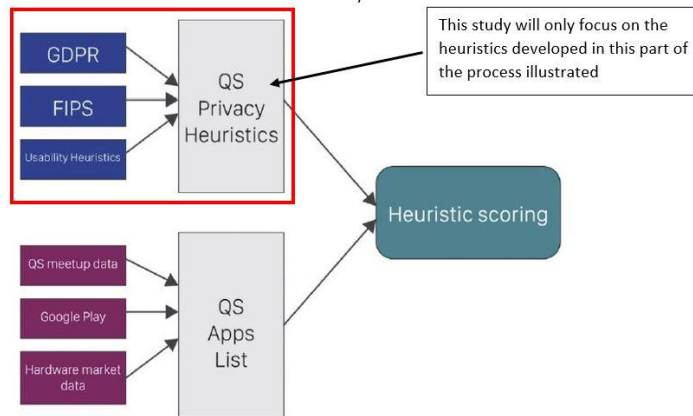 This study will only focus on the
heuristics developed in this part of
the process illustrated
GDPR
FIPS
Usability Heuristics
QS
Privacy
Heuristics
Heuristic scoring
QS meetup data
Google Play
Hardware market
data
QS
Apps
List